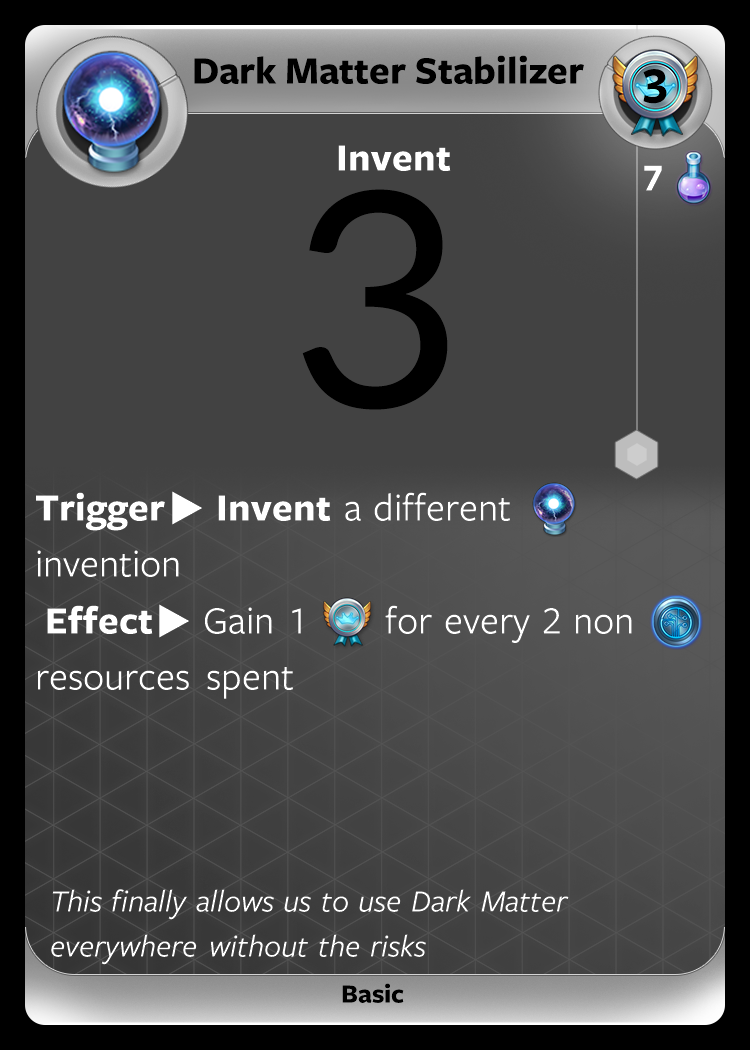 Dark Matter Stabilizer
3
Invent
7
3
Trigger▶ Invent a different
invention
Effect▶ Gain 1 for every 2 non
resources spent
This finally allows us to use Dark Matter
everywhere without the risks
Basic